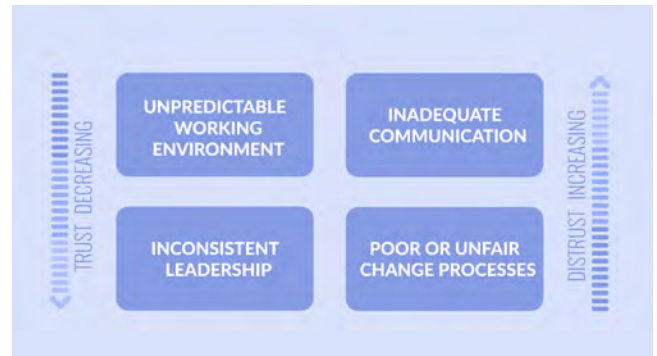 TRUST DECREASING
UNPREDICTABLE
WORKING
ENVIRONMENT
INADEQUATE
COMMUNICATION
INCONSISTENT
LEADERSHIP
POOR OR UNFAIR
CHANGE PROCESSES
DISTRUST INCREASING